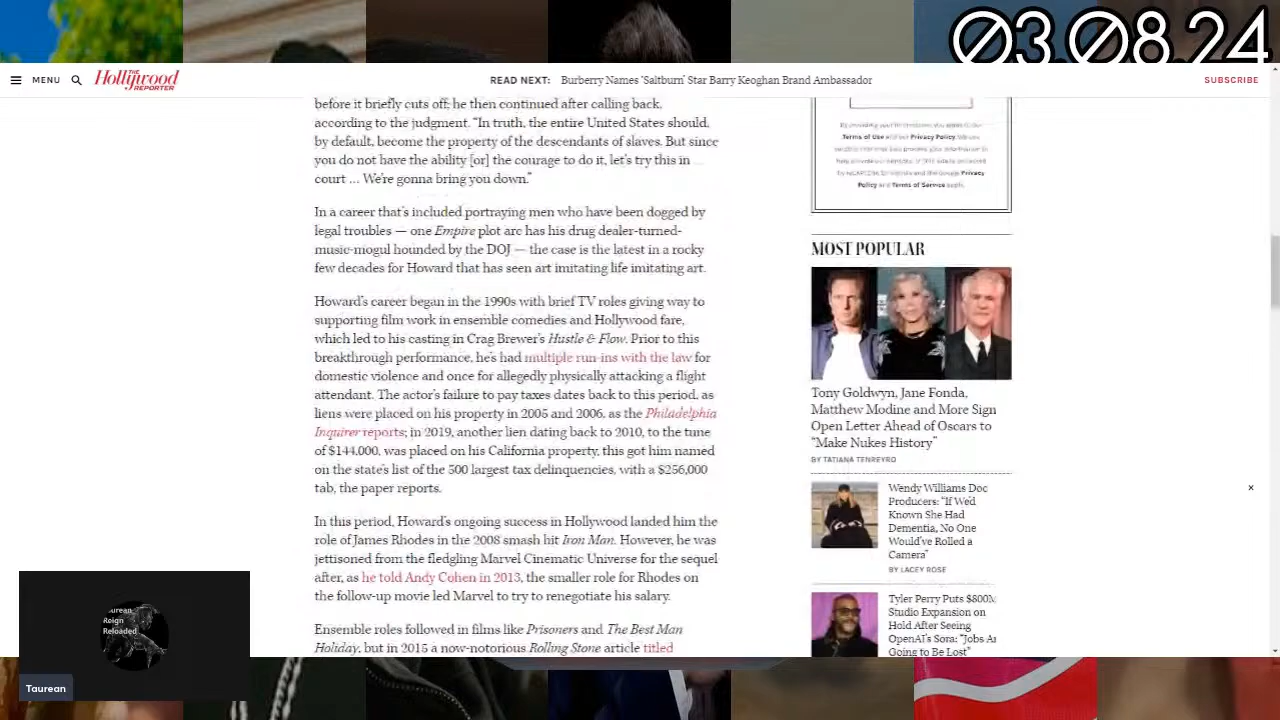 03.08.24
MENU
THE
Hollywood
REPORTER
READ NEXT: Burberry Names 'Saltburn' Star Barry Keoghan Brand Ambassador
SUBSCRIBE
before it briefly cuts off; he then continued after calling back,
according to the judgment. “In truth, the entire United States should,
by default, become the property of the descendants of slaves. But since
you do not have the ability [or] the courage to do it, let’s try this in
court … We’re gonna bring you down.”
In a career that’s included portraying men who have been dogged by
legal troubles — one Empire plot arc has his drug dealer-turned-
music-mogul hounded by the DOJ — the case is the latest in a rocky
few decades for Howard that has seen art imitating life imitating art.
Howard’s career began in the 1990s with brief TV roles giving way to
supporting film work in ensemble comedies and Hollywood fare,
which led to his casting in Crag Brewer’s Hustle & Flow. Prior to this
breakthrough performance, he’s had multiple run-ins with the law for
domestic violence and once for allegedly physically attacking a flight
attendant. The actor’s failure to pay taxes dates back to this period, as
liens were placed on his property in 2005 and 2006, as the Philadelphia
Inquirer reports; in 2019, another lien dating back to 2010, to the tune
of $144,000, was placed on his California property, this got him named
on the state’s list of the 500 largest tax delinquencies, with a $256,000
tab, the paper reports.
In this period, Howard’s ongoing success in Hollywood landed him the
role of James Rhodes in the 2008 smash hit Iron Man. However, he was
jettisoned from the fledgling Marvel Cinematic Universe for the sequel
after, as he told Andy Cohen in 2013, the smaller role for Rhodes on
the follow-up movie led Marvel to try to renegotiate his salary.
Ensemble roles followed in films like Prisoners and The Best Man
Holiday, but in 2015 a now-notorious Rolling Stone article titled
Terms of Use and our Privacy Policy. We use
Privacy
Policy and Terms of Service apply.
MOST POPULAR
Tony Goldwyn, Jane Fonda,
Matthew Modine and More Sign
Open Letter Ahead of Oscars to
“Make Nukes History”
BY TATIANA TENREYRO
Wendy Williams Doc
Producers: “If We’d
Known She Had
Dementia, No One
Would’ve Rolled a
Camera”
BY LACEY ROSE
Tyler Perry Puts $800M
Studio Expansion on
Hold After Seeing
OpenAI’s Sora: “Jobs Ar
Going to Be Lost”
×
Reign
Reloaded
Taurean